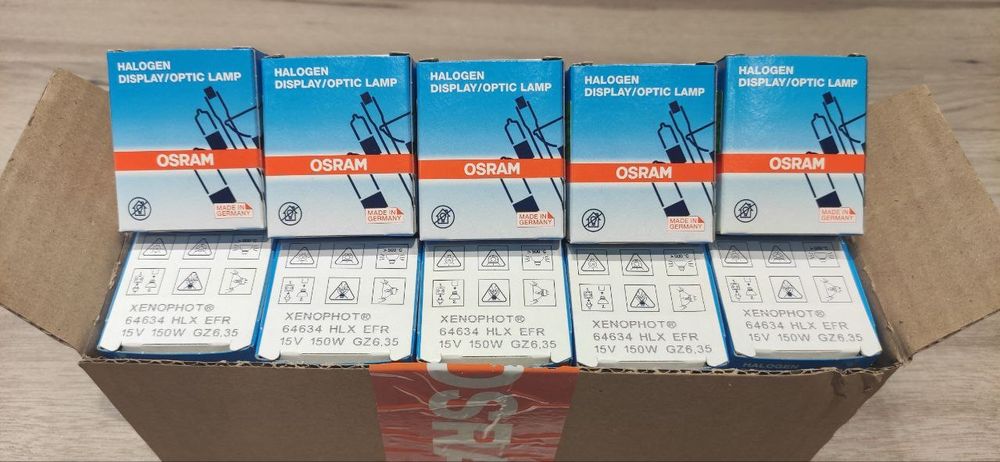 HALOGEN
DISPLAY/OPTIC LAMP
OSRAM
MADE IN
GERMANY
HALOGEN
DISPLAY/OPTIC LAMP
OSRAM
MADE IN
GERMANY
HALOGEN
DISPLAY/OPTIC LAMP
OSRAM
MADE IN
GERMANY
HALOGEN
DISPLAY/OPTIC LAMP
OSRAM
MADE IN
GERMANY
HALOGEN
DISPLAY/OPTIC LAMP
OSRAM
MADE IN
GERMANY
XENOPHOT®
64634 HLX EFR
15V 150W GZ6,35
XENOPHOT®
64634 HLX EFR
15V 150W GZ6,35
XENOPHOT®
64634 HLX EFR
15V 150W GZ6,35
XENOPHOT®
64634 HLX EFR
15V 150W GZ6,35
XENOPHOT®
64634 HLX EFR
15V 150W GZ6,35
HALOGEN
OSR